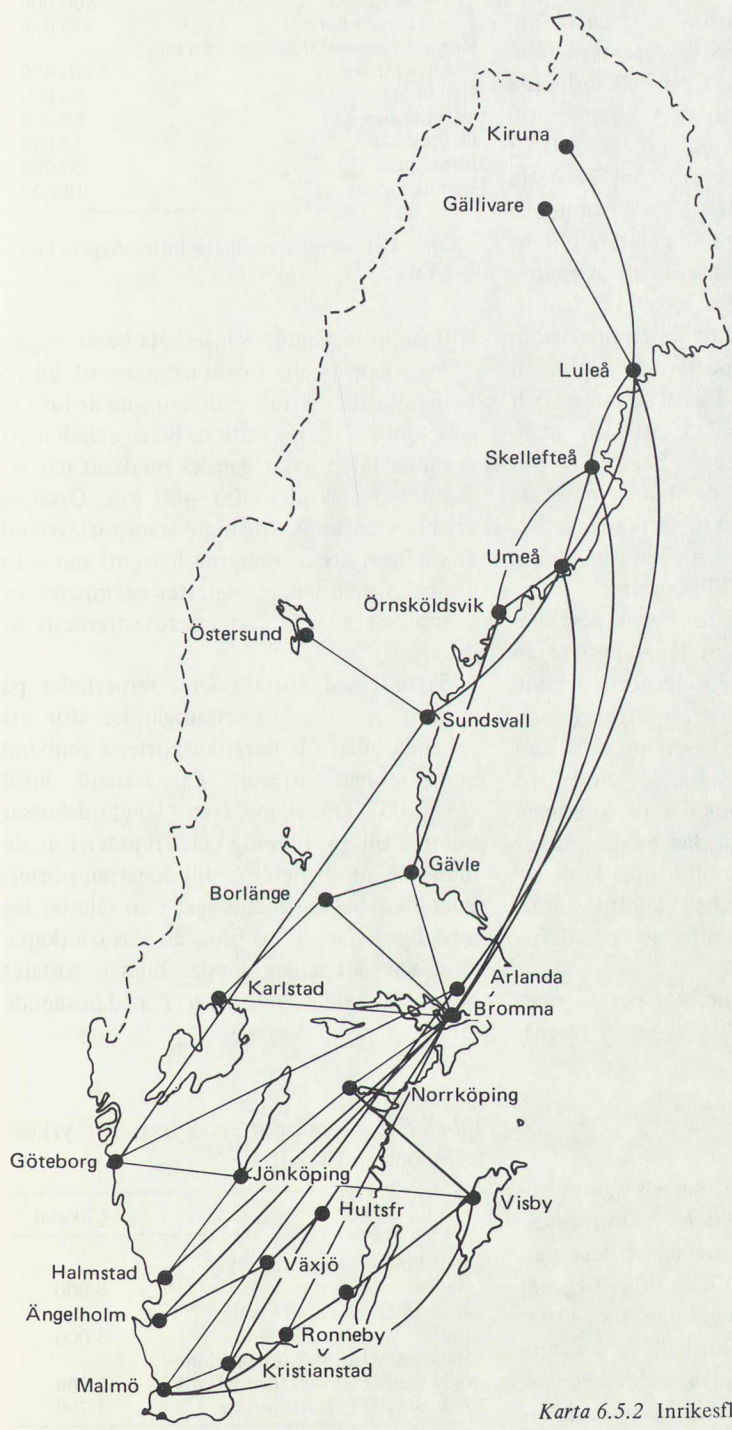 Kiruna
Gällivare
Luleå
Skellefteå
Umeå
Örnsköldsvik
Östersund
Sundsvall
Gävle
Borlänge
Arlanda
Karlstad
Bromma
Norrköping
Göteborg
Jönköping
Visby
Hultsfr
Växjö
Halmstad
Ängelholm
Ronneby
Kristianstad
Malmö
Karta 6.5.2 Inrikesfl